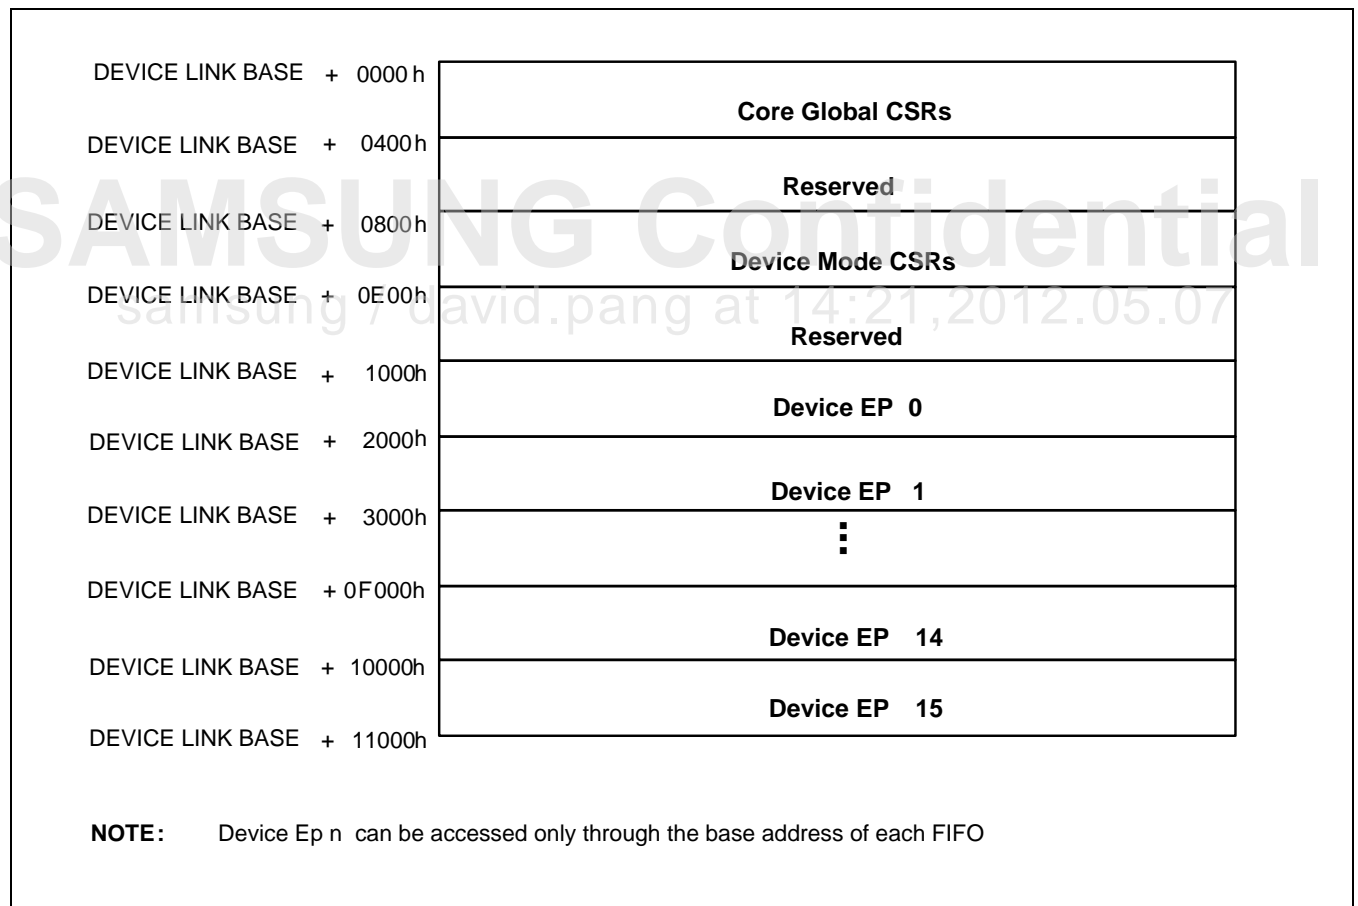 DEVICE LINK BASE + 0000 h
Core Global CSRs
DEVICE LINK BASE + 0400 h
Reserved
DEVICE LINK BASE + 0800 h
Device Mode CSRs
DEVICE LINK BASE + 0E00h
Reserved
DEVICE LINK BASE + 1000h
Device EP 0
DEVICE LINK BASE + 2000h
Device EP 1
DEVICE LINK BASE + 3000h
⋮
DEVICE LINK BASE + 0F000h
Device EP 14
DEVICE LINK BASE + 10000h
Device EP 15
DEVICE LINK BASE + 11000h
SAMSUNG Confidential
samsung / david.pang at 14:21,2012.05.07
NOTE: Device Ep n can be accessed only through the base address of each FIFO